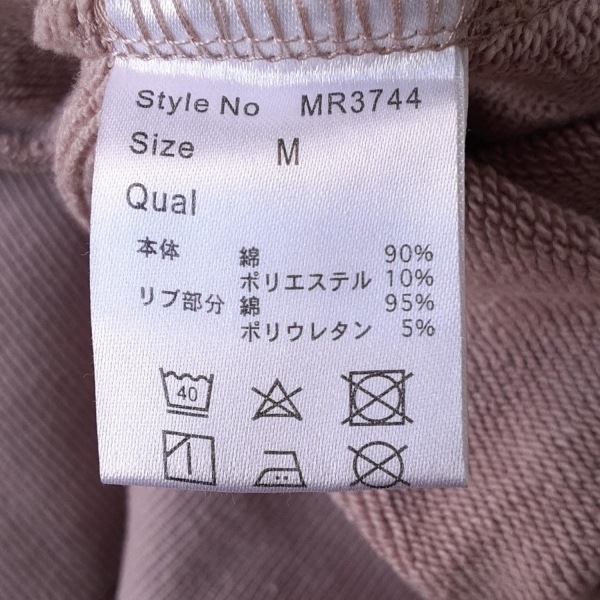 Style No MR3744
Size M
Qual
本体 綿 90%
ポリエステル 10%
リブ部分 綿 95%
ポリウレタン 5%
40